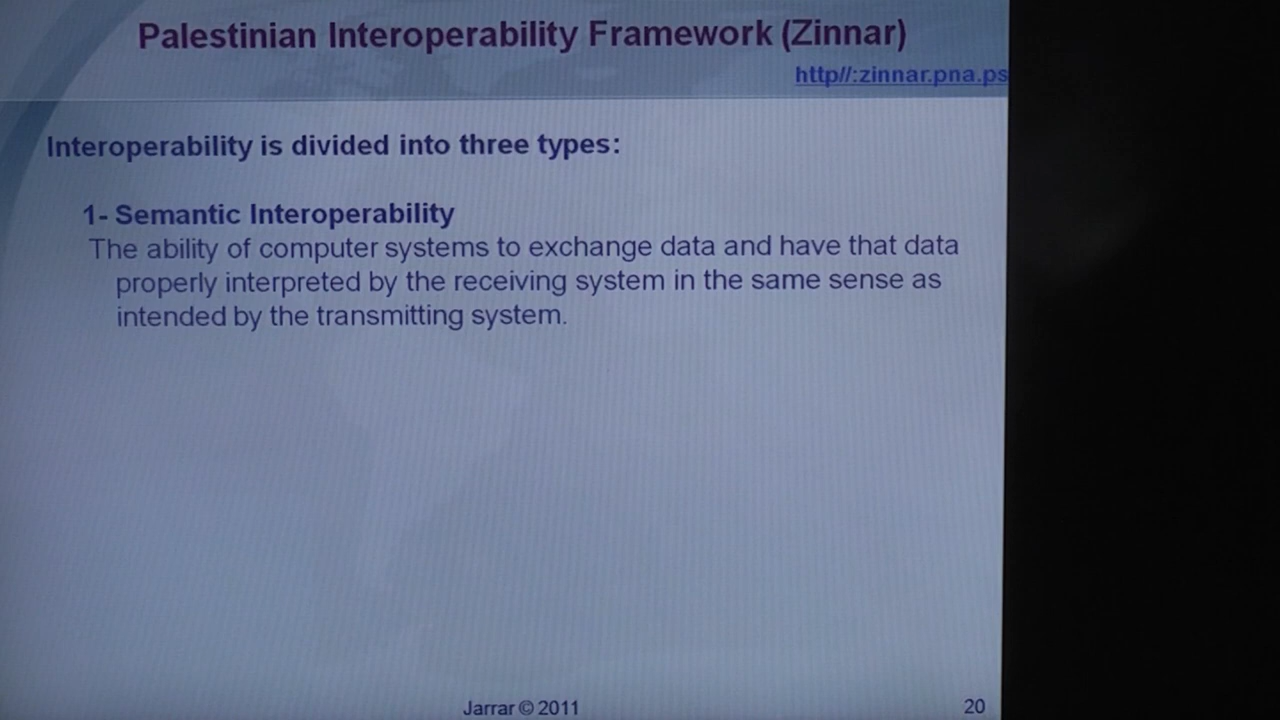 Palestinian Interoperability Framework (Zinnar)
http//:zinnar.pna.ps
Interoperability is divided into three types:
1- Semantic Interoperability
The ability of computer systems to exchange data and have that data
properly interpreted by the receiving system in the same sense as
intended by the transmitting system.
Jarrar © 2011
20